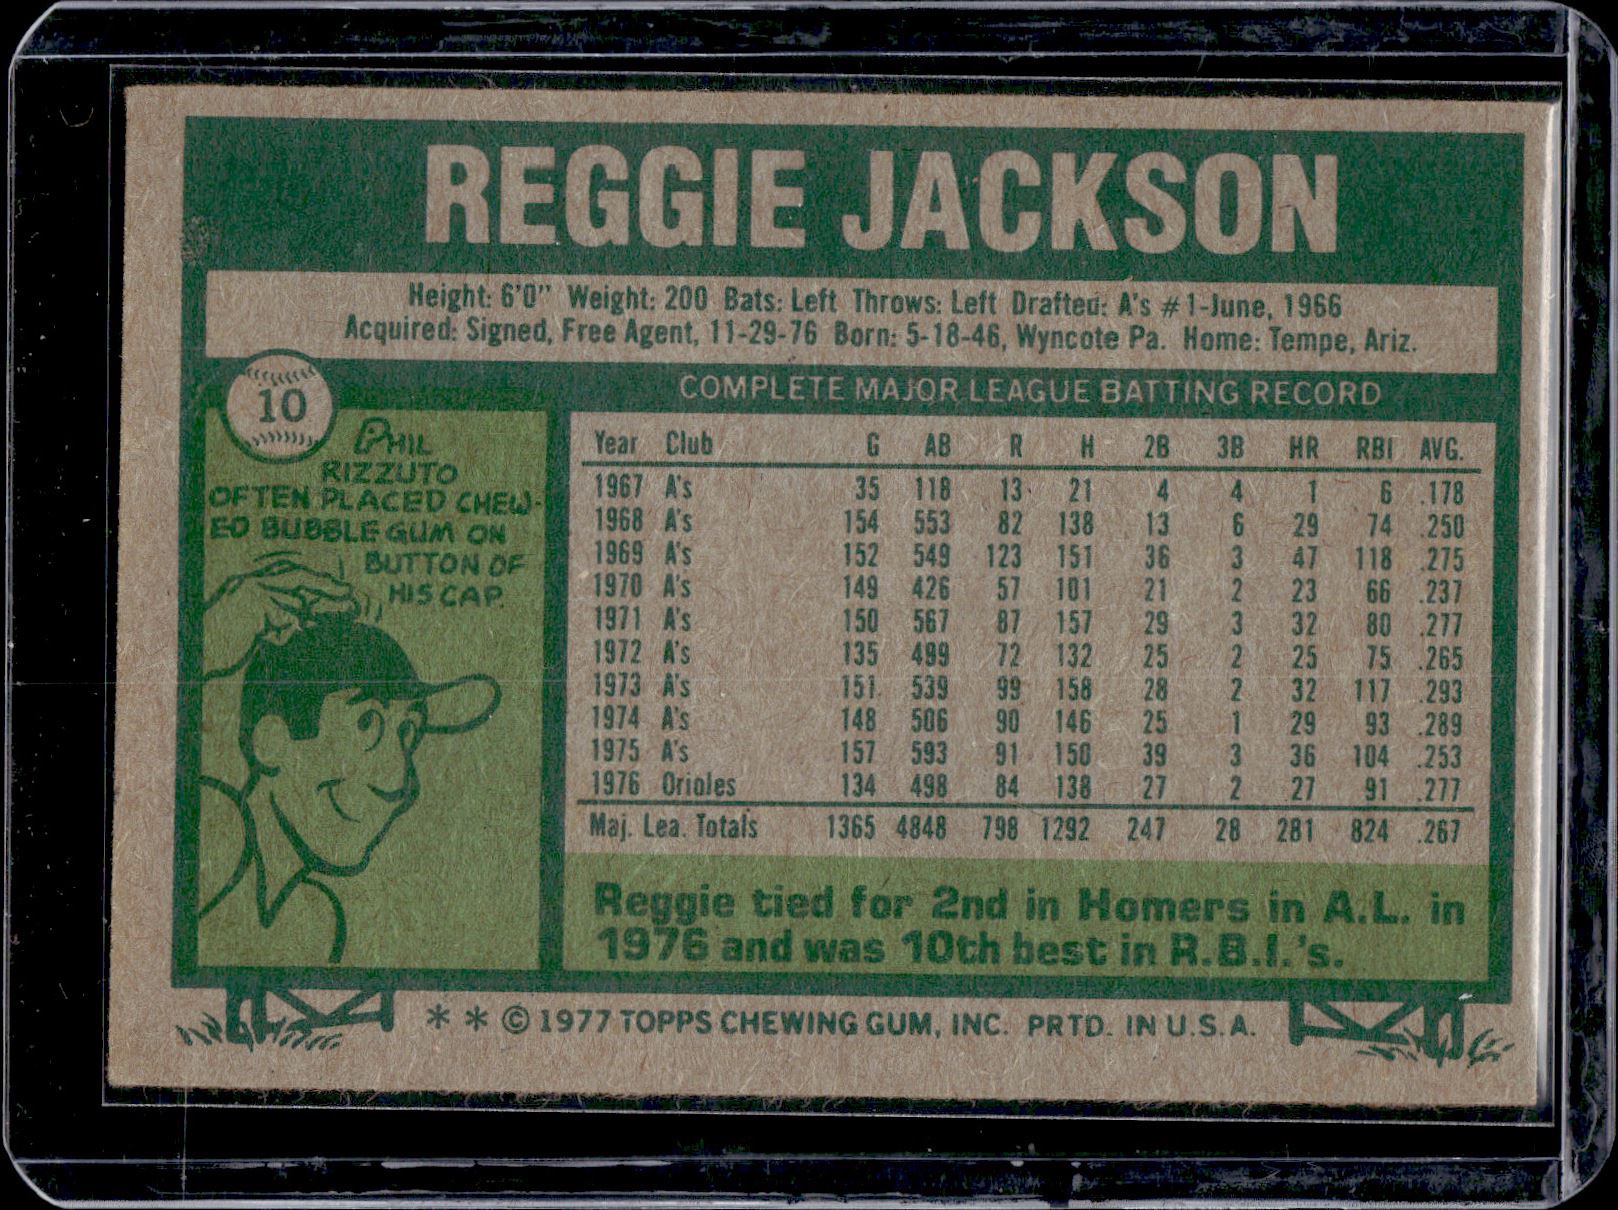 REGGIE JACKSON
Height: 6'0" Weight: 200 Bats: Left Throws: Left Drafted: A's #1-June, 1966
Acquired: Signed, Free Agent, 11-29-76 Born: 5-18-46, Wyncote Pa. Home: Tempe, Ariz.
10
PHIL
RIZZUTO
OFTEN PLACED CHEW-
ED BUBBLE GUM ON
BUTTON OF
HIS CAP.
COMPLETE MAJOR LEAGUE BATTING RECORD
Year Club G AB R H 2B 3B HR RBI AVG.
1967 A's 35 118 13 21 4 4 1 6 .178
1968 A's 154 553 82 138 13 6 29 74 .250
1969 A's 152 549 123 151 36 3 47 118 .275
1970 A's 149 426 57 101 21 2 23 66 .237
1971 A's 150 567 87 157 29 3 32 80 .277
1972 A's 135 499 72 132 25 2 25 75 .265
1973 A's 151 539 99 158 28 2 32 117 .293
1974 A's 148 506 90 146 25 1 29 93 .289
1975 A's 157 593 91 150 39 3 36 104 .253
1976 Orioles 134 498 84 138 27 2 27 91 .277
Maj. Lea. Totals 1365 4848 798 1292 247 28 281 824 .267
Reggie tied for 2nd in Homers in A.L. in
1976 and was 10th best in R.B.I.'s.
* * © 1977 TOPPS CHEWING GUM, INC. PRTD. IN U.S.A.